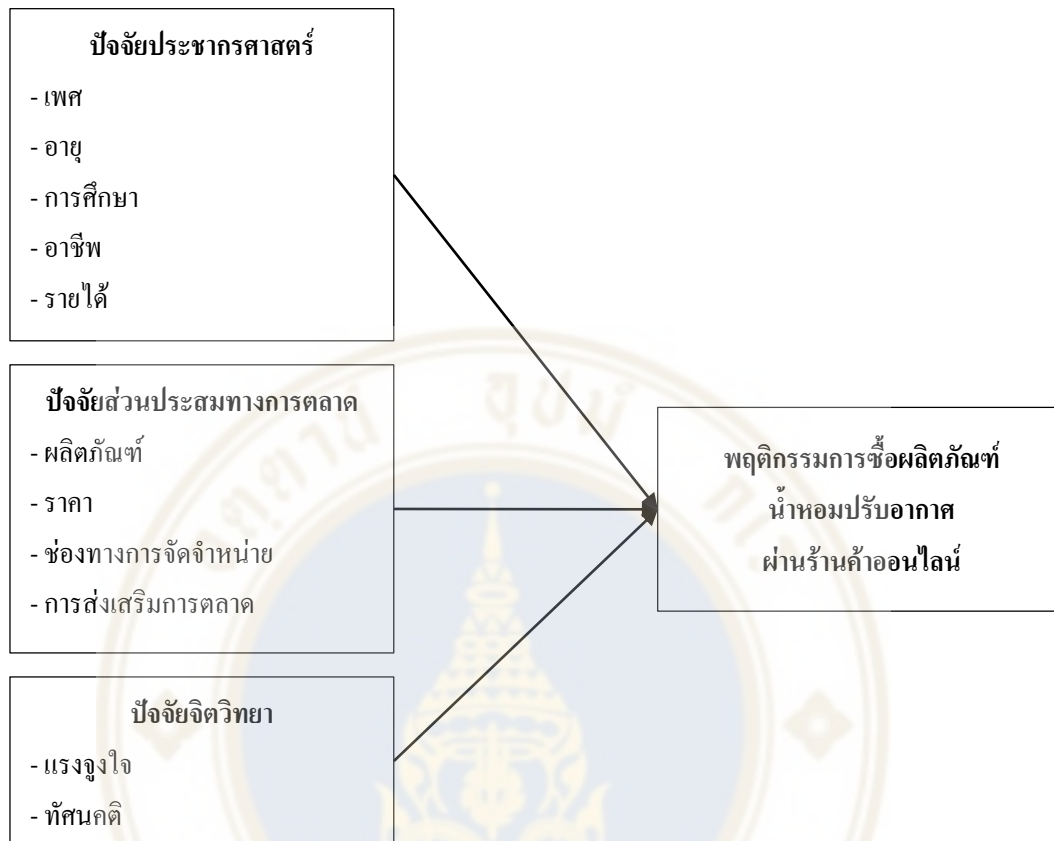 ปัจจัยประชากรศาสตร์
- เพศ
- อายุ
- การศึกษา
- อาชีพ
- รายได้
ปัจจัยส่วนประสมทางการตลาด
- ผลิตภัณฑ์
- ราคา
- ช่องทางการจัดจำหน่าย
- การส่งเสริมการตลาด
ปัจจัยจิตวิทยา
- แรงจูงใจ
- ทัศนคติ
พฤติกรรมการซื้อผลิตภัณฑ์
น้ำหอมปรับอากาศ
ผ่านร้านค้าออนไลน์